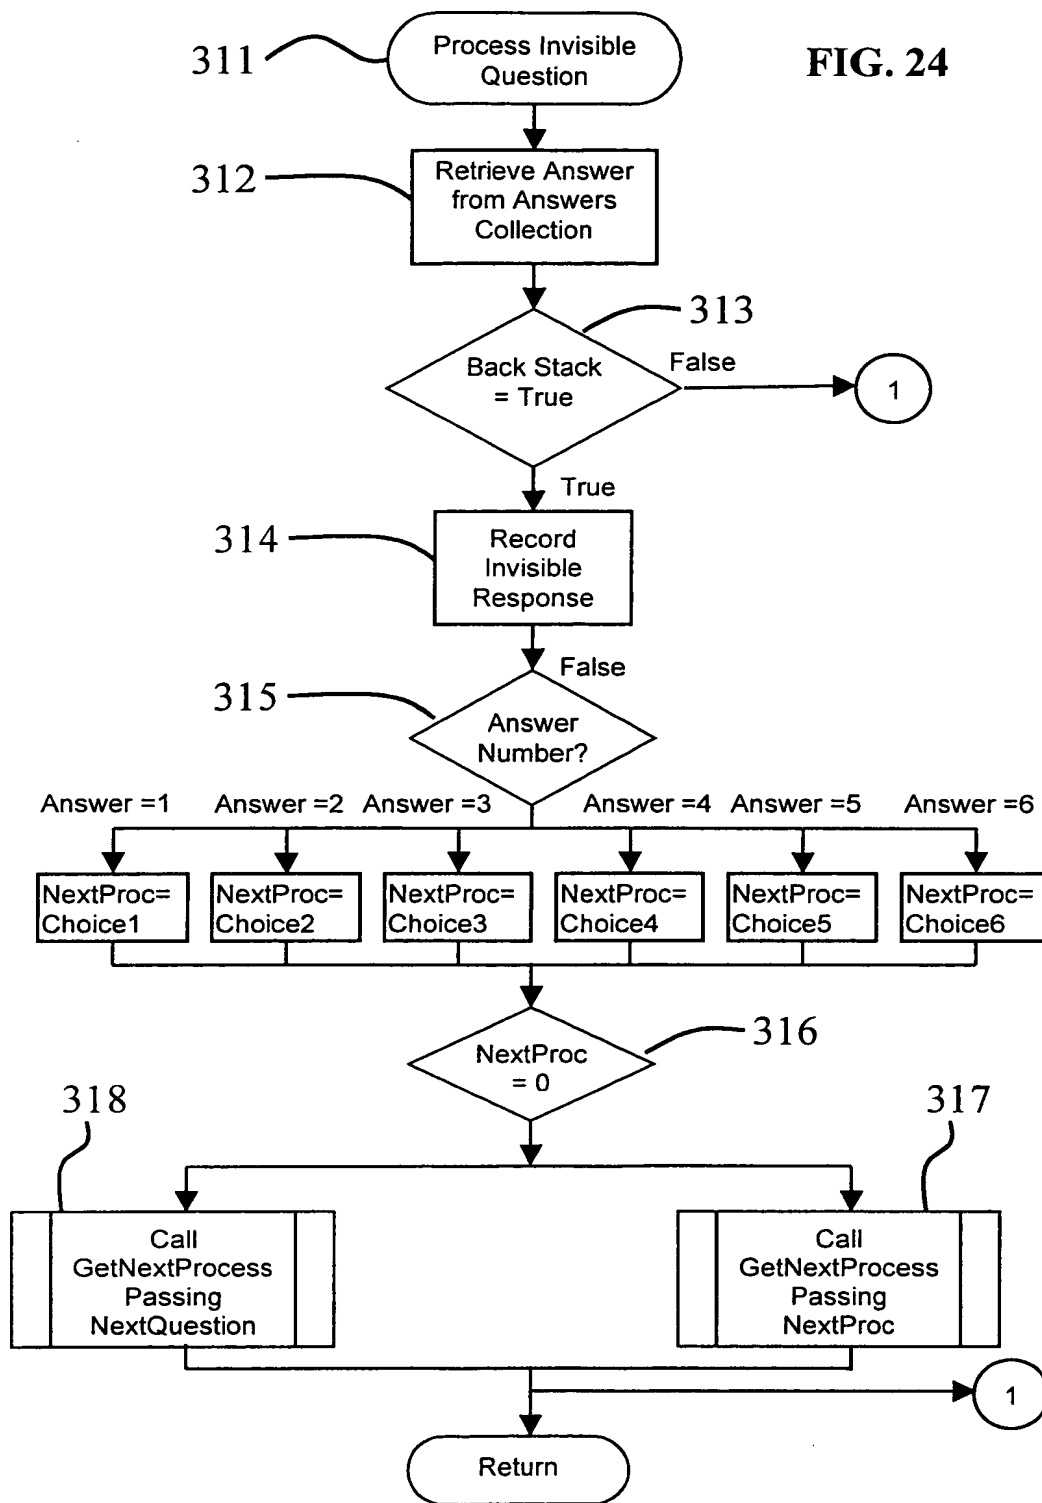 311
Process Invisible
Question
FIG. 24
312
Retrieve Answer
from Answers
Collection
313
Back Stack
= True
False
1
True
314
Record
Invisible
Response
False
315
Answer
Number?
Answer =1
Answer =2
Answer =3
Answer =4
Answer =5
Answer =6
NextProc=
Choice1
NextProc=
Choice2
NextProc=
Choice3
NextProc=
Choice4
NextProc=
Choice5
NextProc=
Choice6
316
NextProc
= 0
318
317
Call
GetNextProcess
Passing
NextQuestion
Call
GetNextProcess
Passing
NextProc
1
Return